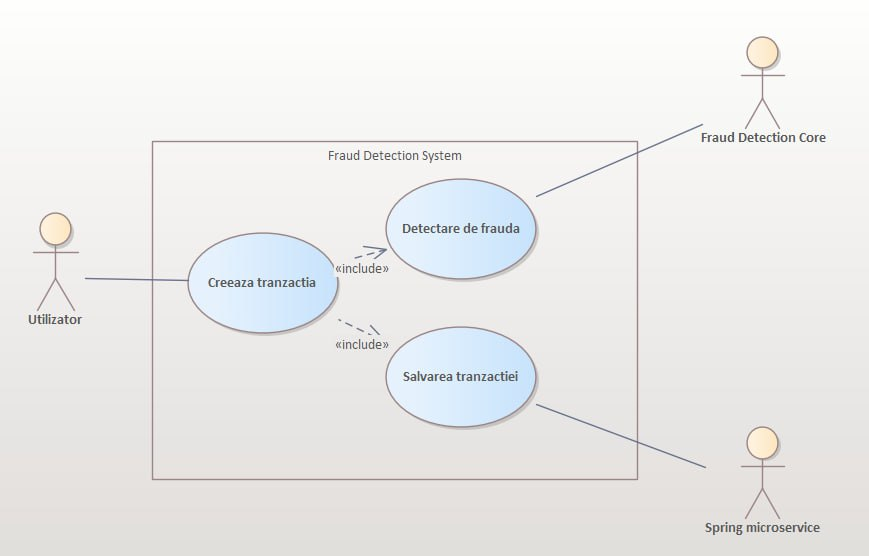 Fraud Detection Core
Fraud Detection System
Detectare de frauda
«include»
Creeaza tranzactia
Utilizator
«include»
Salvarea tranzactiei
Spring microservice